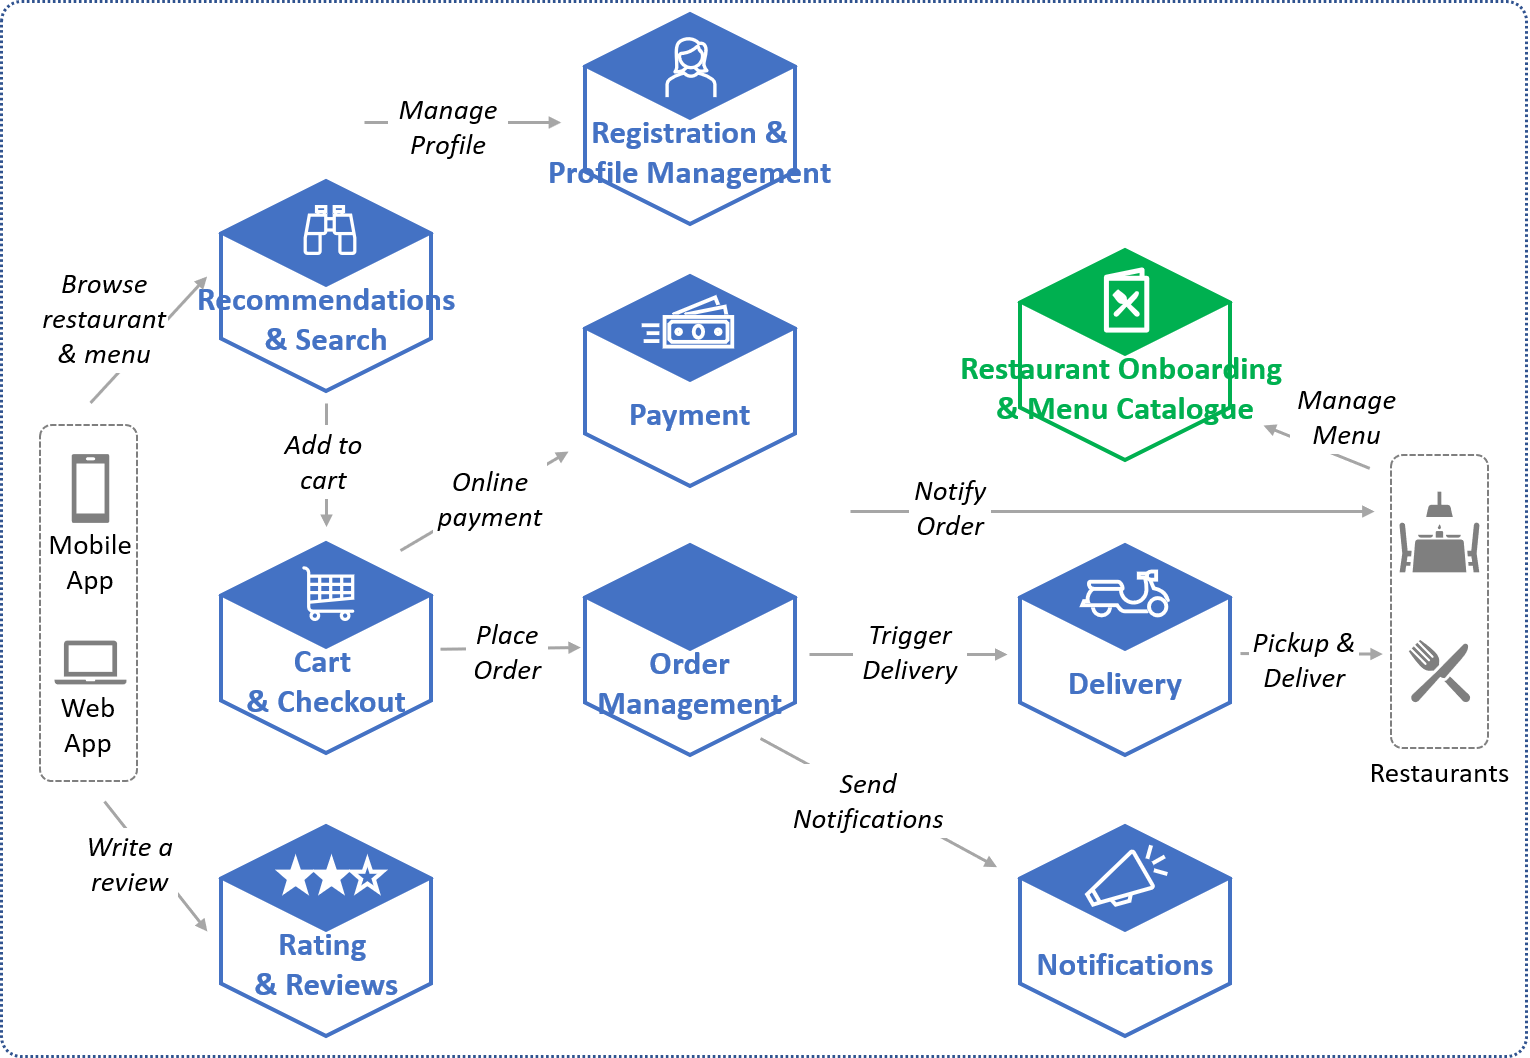 Manage
Profile
Registration &
Profile Management
Browse
restaurant
& menu
Recommendations
& Search
Payment
Restaurant Onboarding
& Menu Catalogue
Manage
Menu
Add to
cart
Online
payment
Notify
Order
Mobile
App
Web
App
Cart
& Checkout
Place
Order
Order
Management
Trigger
Delivery
Delivery
Pickup &
Deliver
Restaurants
Send
Notifications
Write a
review
Rating
& Reviews
Notifications